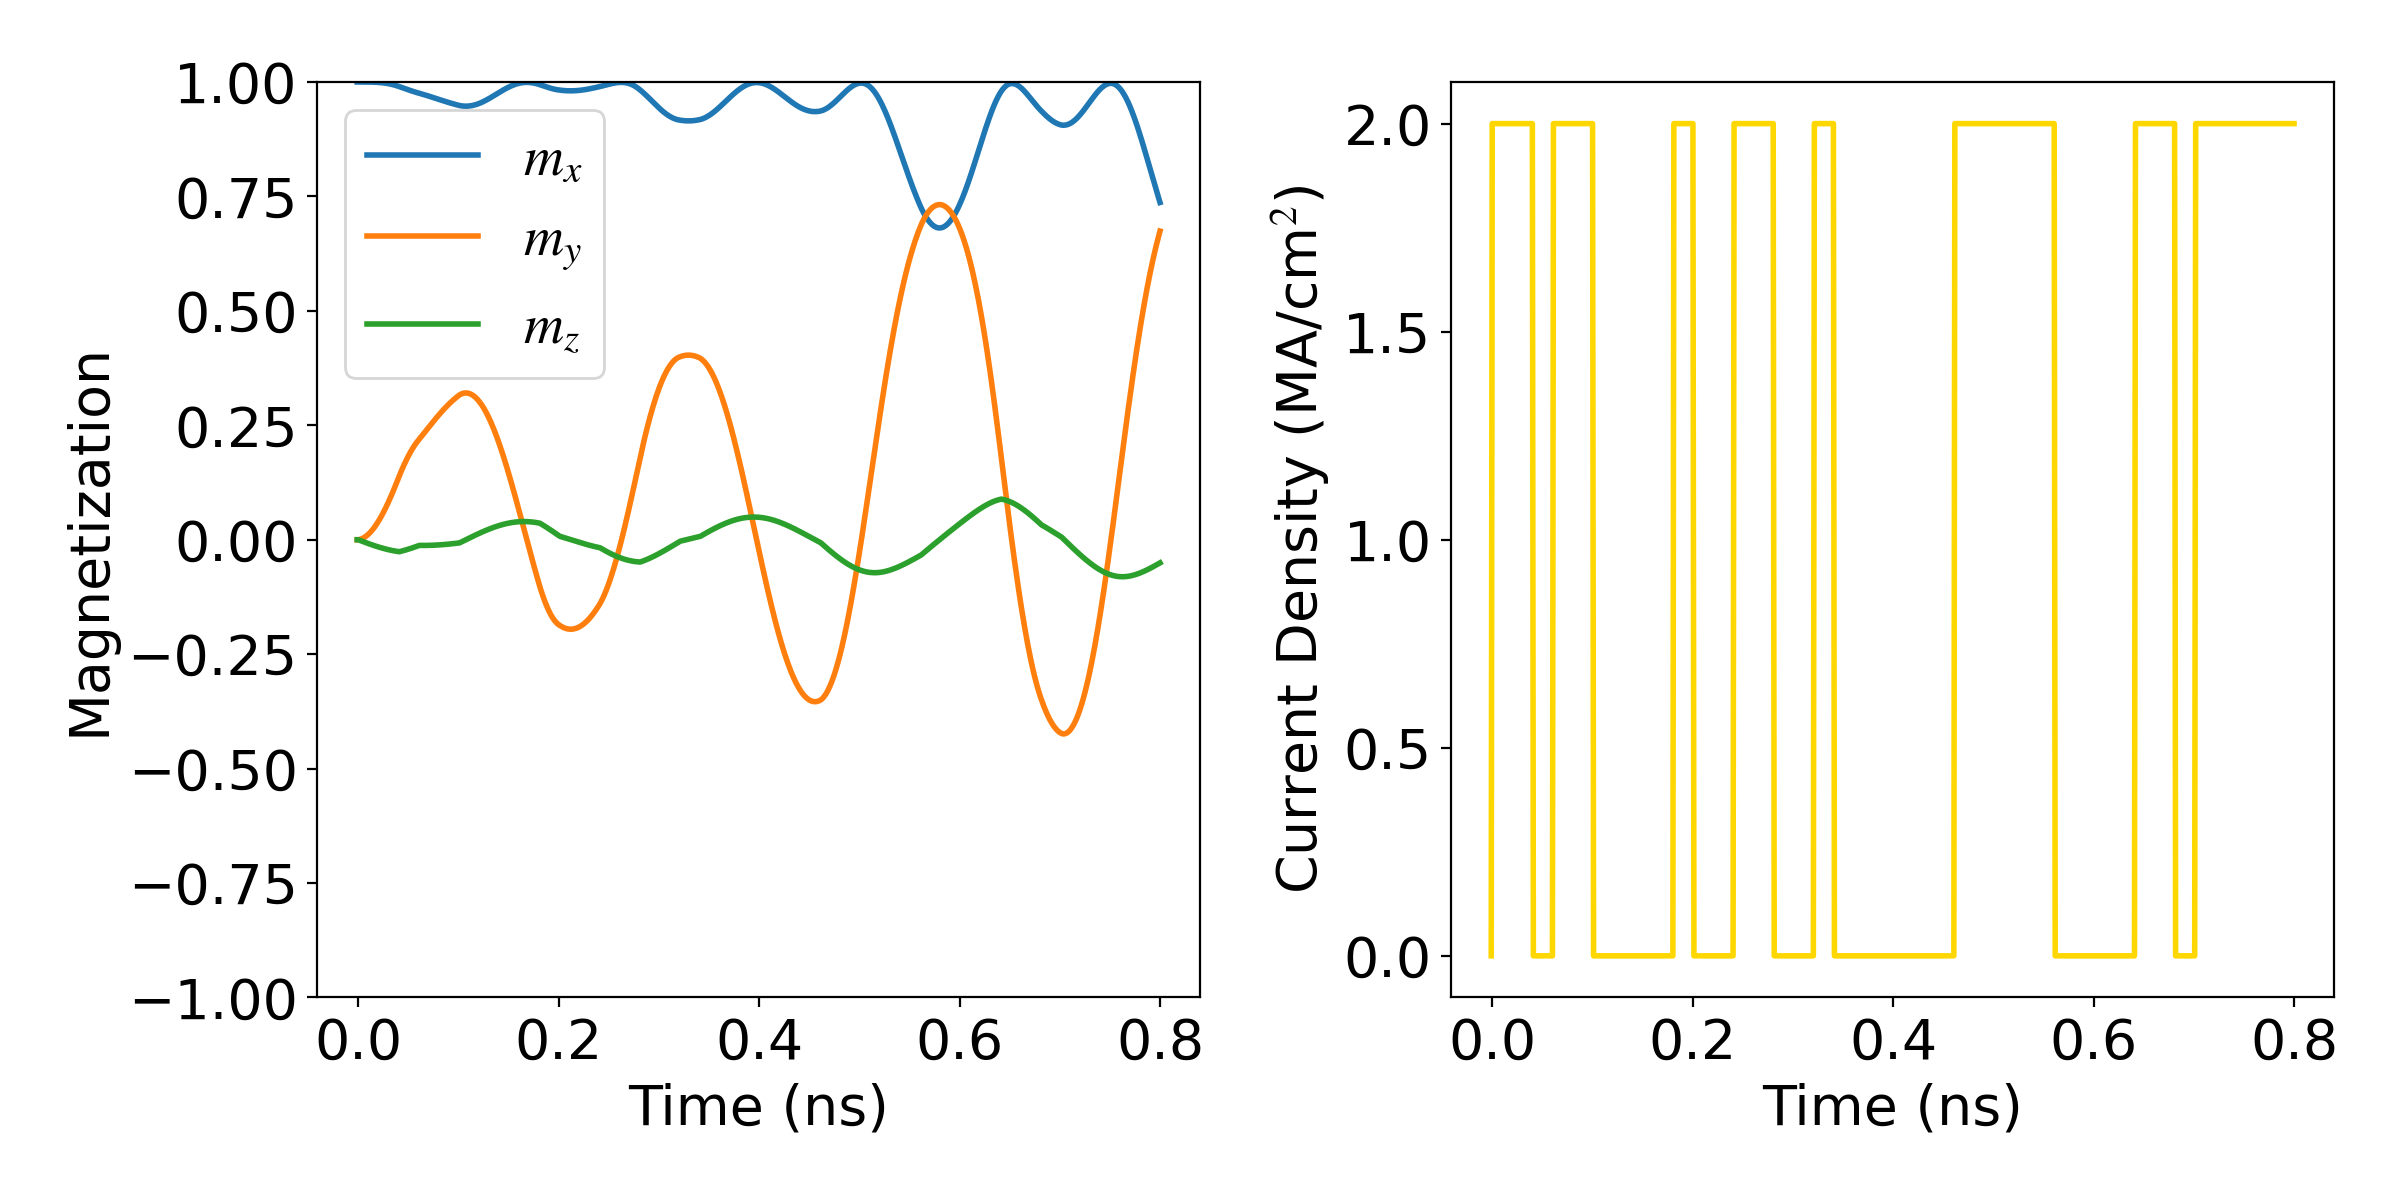 1.00
0.75
0.50
0.25
0.00
−0.25
−0.50
−0.75
−1.00
Magnetization
m_x
m_y
m_z
0.0 0.2 0.4 0.6 0.8
Time (ns)
2.0
1.5
1.0
0.5
0.0
Current Density (MA/cm²)
0.0 0.2 0.4 0.6 0.8
Time (ns)